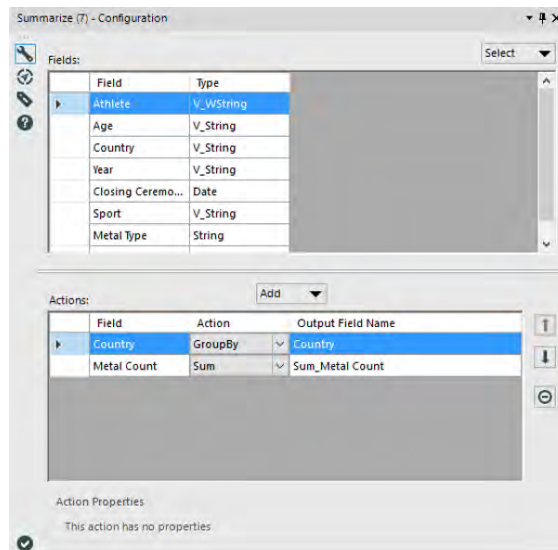 Summarize (7) - Configuration
Select
Fields:
Field Type
Athlete V_WString
Age V_String
Country V_String
Year V_String
Closing Ceremo... Date
Sport V_String
Metal Type String
Add
Actions:
Field Action Output Field Name
Country GroupBy Country
Metal Count Sum Sum_Metal Count
Action Properties
This action has no properties